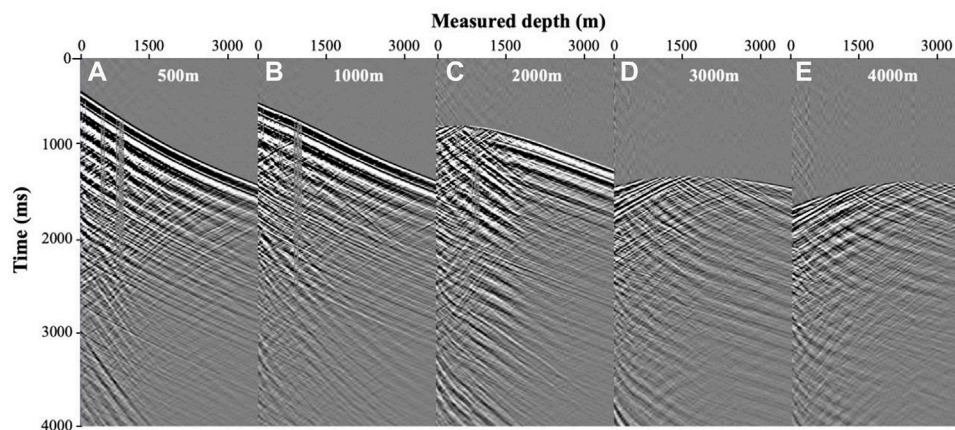 Measured depth (m)
0 1500 3000 0 1500 3000 0 1500 3000 0 1500 3000 0 1500 3000
0
A 500m B 1000m C 2000m D 3000m E 4000m
1000
Time (ms)
2000
3000
4000